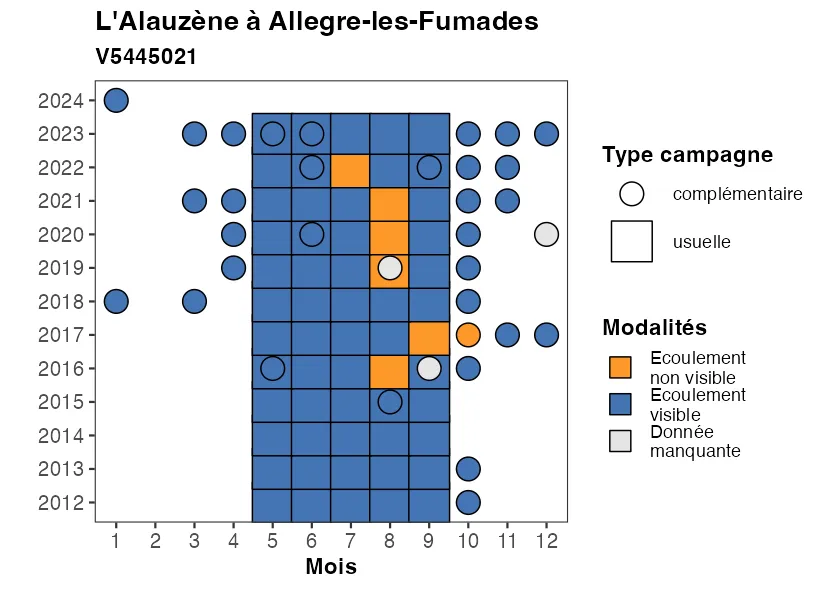 L'Alauzène à Allegre-les-Fumades
V5445021
2024
2023
2022
2021
2020
2019
2018
2017
2016
2015
2014
2013
2012
1 2 3 4 5 6 7 8 9 10 11 12
Mois
Type campagne
complémentaire
usuelle
Modalités
Ecoulement
non visible
Ecoulement
visible
Donnée
manquante